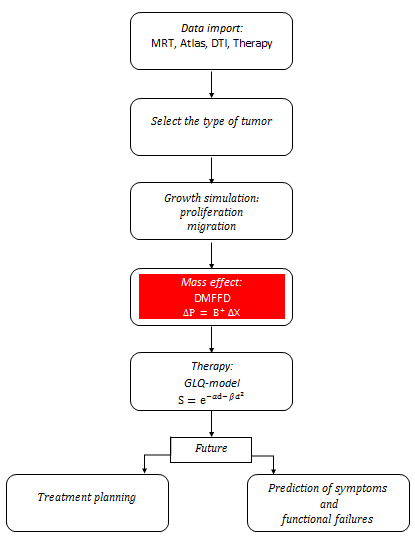 Data import:
MRT, Atlas, DTI, Therapy
Select the type of tumor
Growth simulation:
proliferation
migration
Mass effect:
DMFFD
ΔP = B⁺ ΔX
Therapy:
GLQ-model
S = e^{−αd−βd²}
Future
Treatment planning
Prediction of symptoms
and
functional failures